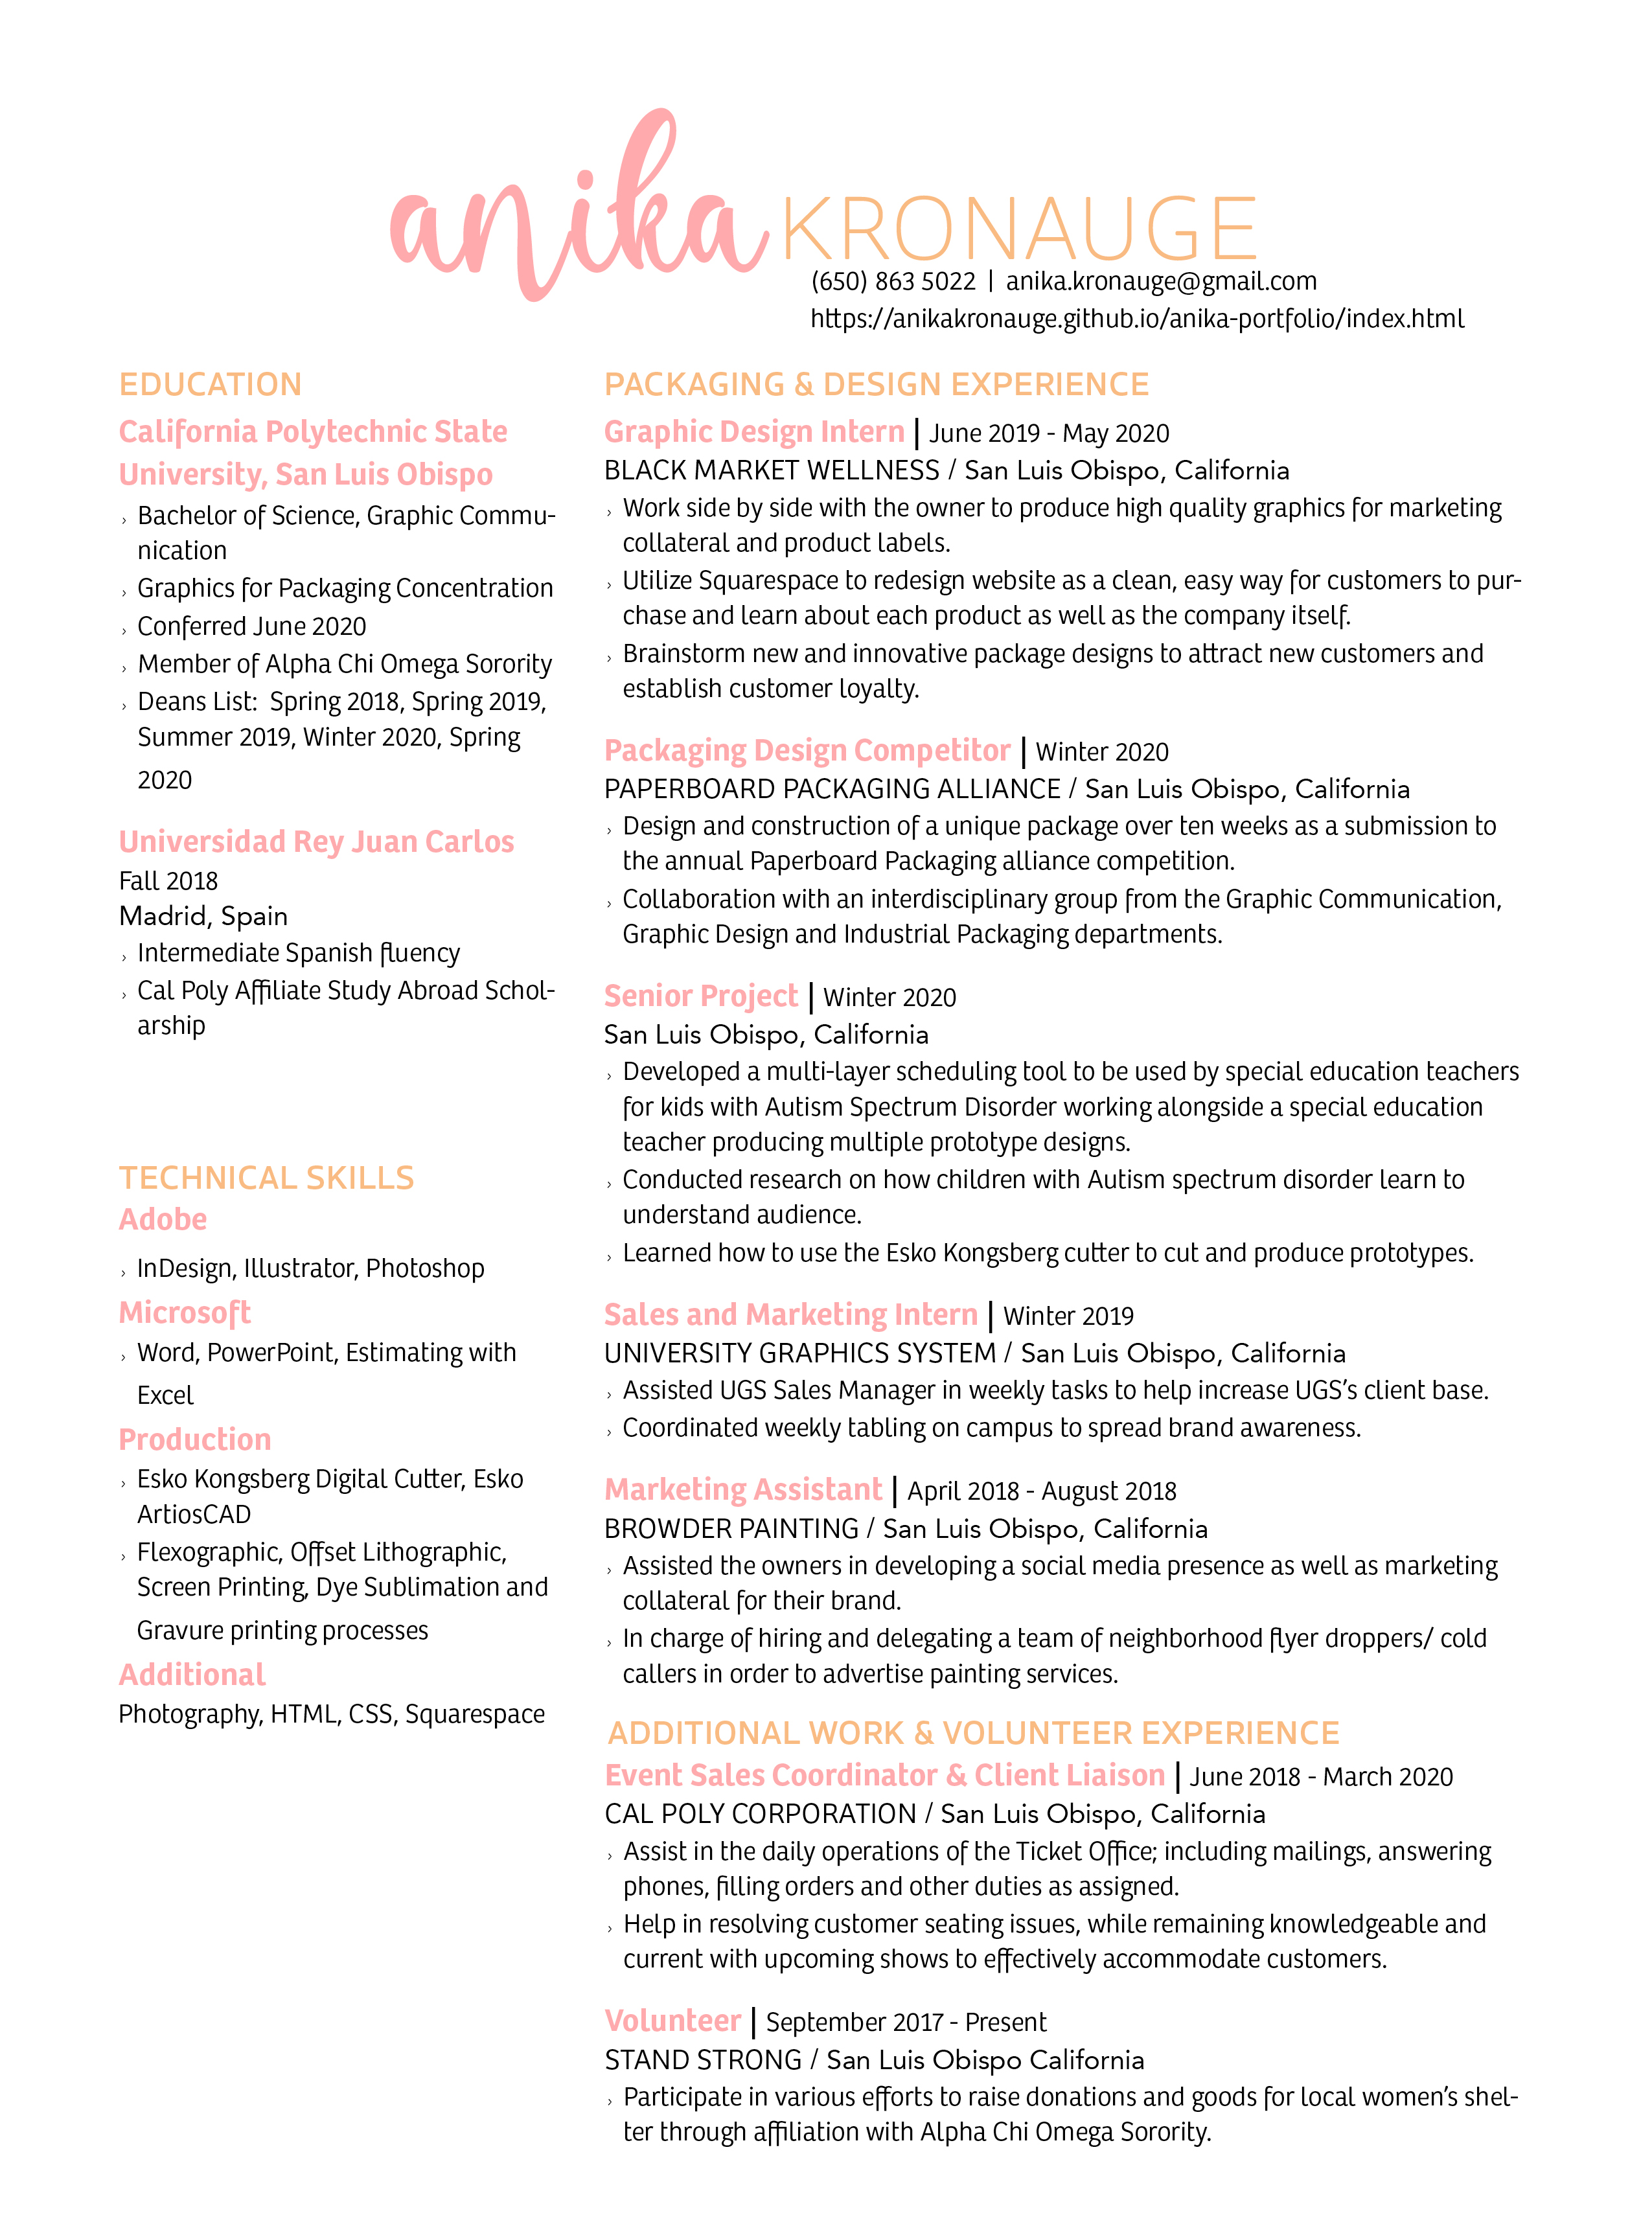 anika KRONAUGE
(650) 863 5022 | anika.kronauge@gmail.com
https://anikakronauge.github.io/anika-portfolio/index.html
EDUCATION
California Polytechnic State
University, San Luis Obispo
› Bachelor of Science, Graphic Commu-
nication
› Graphics for Packaging Concentration
› Conferred June 2020
› Member of Alpha Chi Omega Sorority
› Deans List:  Spring 2018, Spring 2019,
Summer 2019, Winter 2020, Spring
2020
Universidad Rey Juan Carlos
Fall 2018
Madrid, Spain
› Intermediate Spanish fluency
› Cal Poly Affiliate Study Abroad Schol-
arship
TECHNICAL SKILLS
Adobe
› InDesign, Illustrator, Photoshop
Microsoft
› Word, PowerPoint, Estimating with
Excel
Production
› Esko Kongsberg Digital Cutter, Esko
ArtiosCAD
› Flexographic, Offset Lithographic,
Screen Printing, Dye Sublimation and
Gravure printing processes
Additional
Photography, HTML, CSS, Squarespace
PACKAGING & DESIGN EXPERIENCE
Graphic Design Intern | June 2019 - May 2020
BLACK MARKET WELLNESS / San Luis Obispo, California
› Work side by side with the owner to produce high quality graphics for marketing
collateral and product labels.
› Utilize Squarespace to redesign website as a clean, easy way for customers to pur-
chase and learn about each product as well as the company itself.
› Brainstorm new and innovative package designs to attract new customers and
establish customer loyalty.
Packaging Design Competitor | Winter 2020
PAPERBOARD PACKAGING ALLIANCE / San Luis Obispo, California
› Design and construction of a unique package over ten weeks as a submission to
the annual Paperboard Packaging alliance competition.
› Collaboration with an interdisciplinary group from the Graphic Communication,
Graphic Design and Industrial Packaging departments.
Senior Project | Winter 2020
San Luis Obispo, California
› Developed a multi-layer scheduling tool to be used by special education teachers
for kids with Autism Spectrum Disorder working alongside a special education
teacher producing multiple prototype designs.
› Conducted research on how children with Autism spectrum disorder learn to
understand audience.
› Learned how to use the Esko Kongsberg cutter to cut and produce prototypes.
Sales and Marketing Intern | Winter 2019
UNIVERSITY GRAPHICS SYSTEM / San Luis Obispo, California
› Assisted UGS Sales Manager in weekly tasks to help increase UGS’s client base.
› Coordinated weekly tabling on campus to spread brand awareness.
Marketing Assistant | April 2018 - August 2018
BROWDER PAINTING / San Luis Obispo, California
› Assisted the owners in developing a social media presence as well as marketing
collateral for their brand.
› In charge of hiring and delegating a team of neighborhood flyer droppers/ cold
callers in order to advertise painting services.
ADDITIONAL WORK & VOLUNTEER EXPERIENCE
Event Sales Coordinator & Client Liaison | June 2018 - March 2020
CAL POLY CORPORATION / San Luis Obispo, California
› Assist in the daily operations of the Ticket Office; including mailings, answering
phones, filling orders and other duties as assigned.
› Help in resolving customer seating issues, while remaining knowledgeable and
current with upcoming shows to effectively accommodate customers.
Volunteer | September 2017 - Present
STAND STRONG / San Luis Obispo California
› Participate in various efforts to raise donations and goods for local women’s shel-
ter through affiliation with Alpha Chi Omega Sorority.